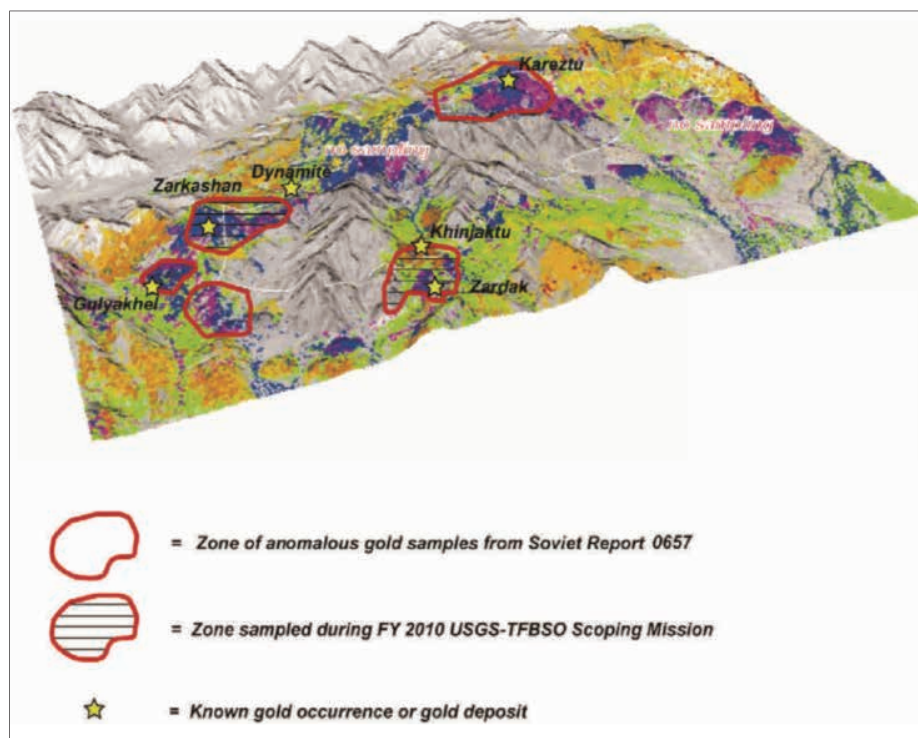 Kareztu
no sampling
no sampling
Dynamite
Zarkashan
Khinjaktu
Zardak
Gulyakhel
= Zone of anomalous gold samples from Soviet Report 0657
= Zone sampled during FY 2010 USGS-TFBSO Scoping Mission
= Known gold occurrence or gold deposit